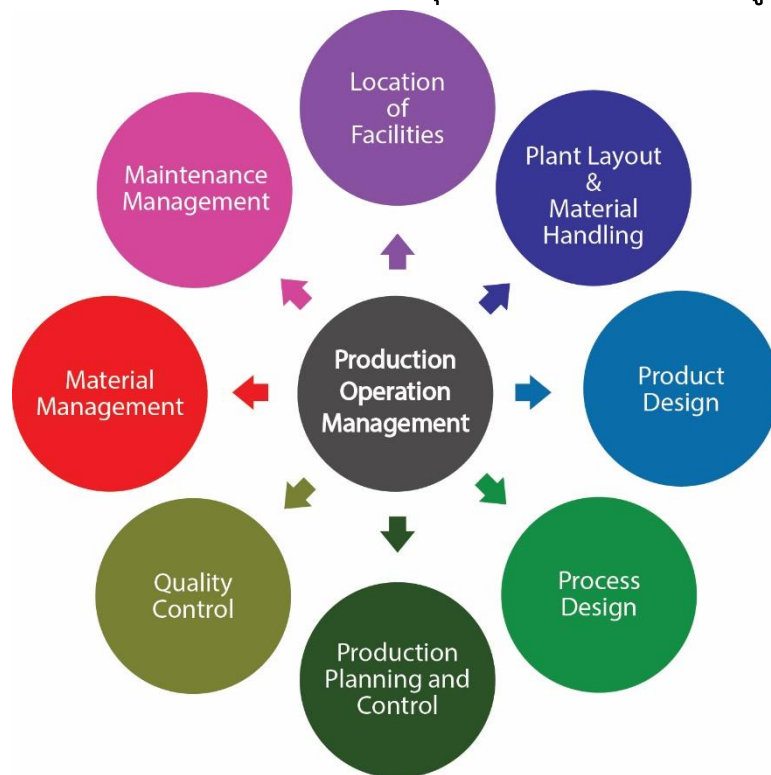 Location
of
Facilities
Plant Layout
&
Material
Handling
Product
Design
Process
Design
Production
Planning and
Control
Quality
Control
Material
Management
Maintenance
Management
Production
Operation
Management